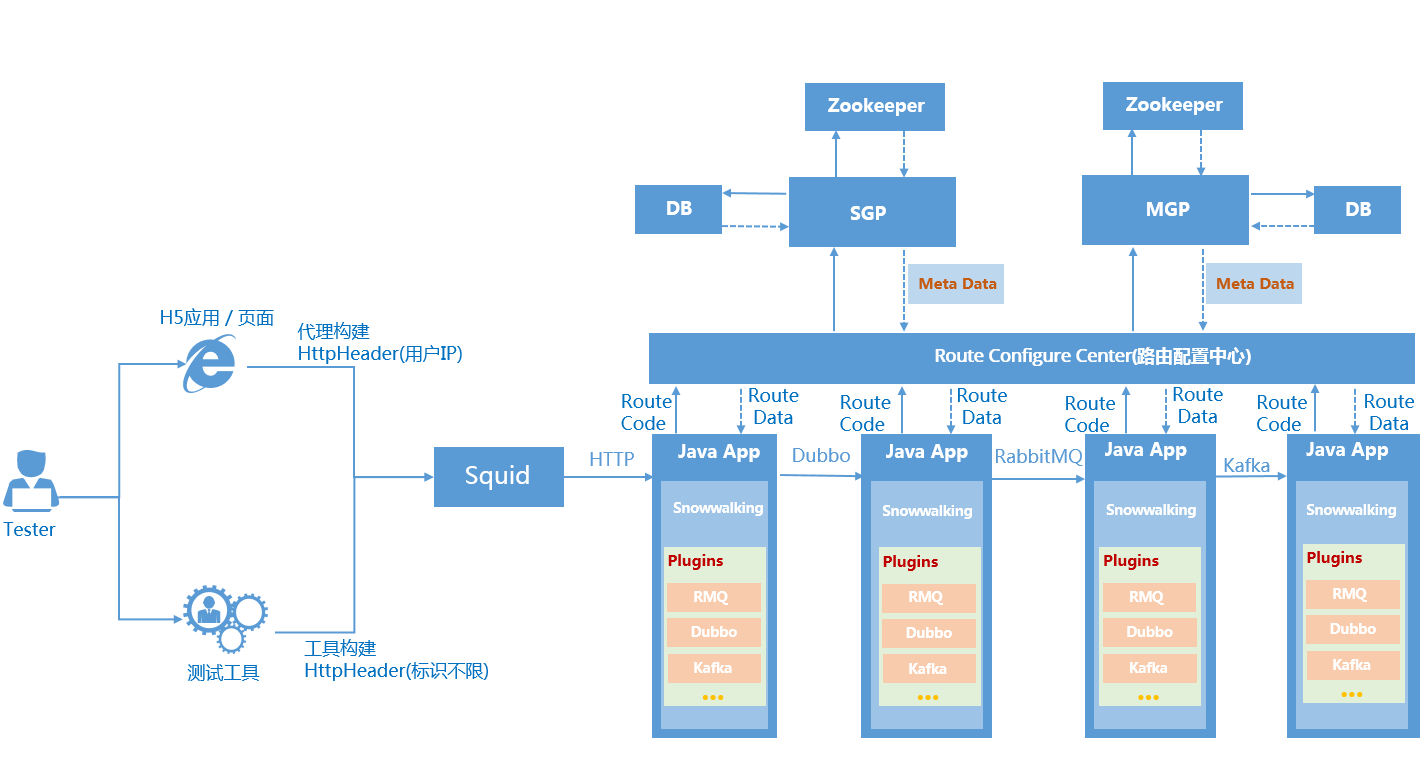 Zookeeper
Zookeeper
DB
SGP
MGP
DB
Meta Data
Meta Data
H5应用 / 页面
代理构建
HttpHeader(用户IP)
Route Configure Center(路由配置中心)
Route
Code
Route
Data
Route
Code
Route
Data
Route
Code
Route
Data
Route
Code
Route
Data
Tester
Squid
HTTP
Java App
Dubbo
Java App
RabbitMQ
Java App
Kafka
Java App
Snowwalking
Plugins
RMQ
Dubbo
Kafka
...
Snowwalking
Plugins
RMQ
Dubbo
Kafka
...
Snowwalking
Plugins
RMQ
Dubbo
Kafka
...
Snowwalking
Plugins
RMQ
Dubbo
Kafka
...
测试工具
工具构建
HttpHeader(标识不限)